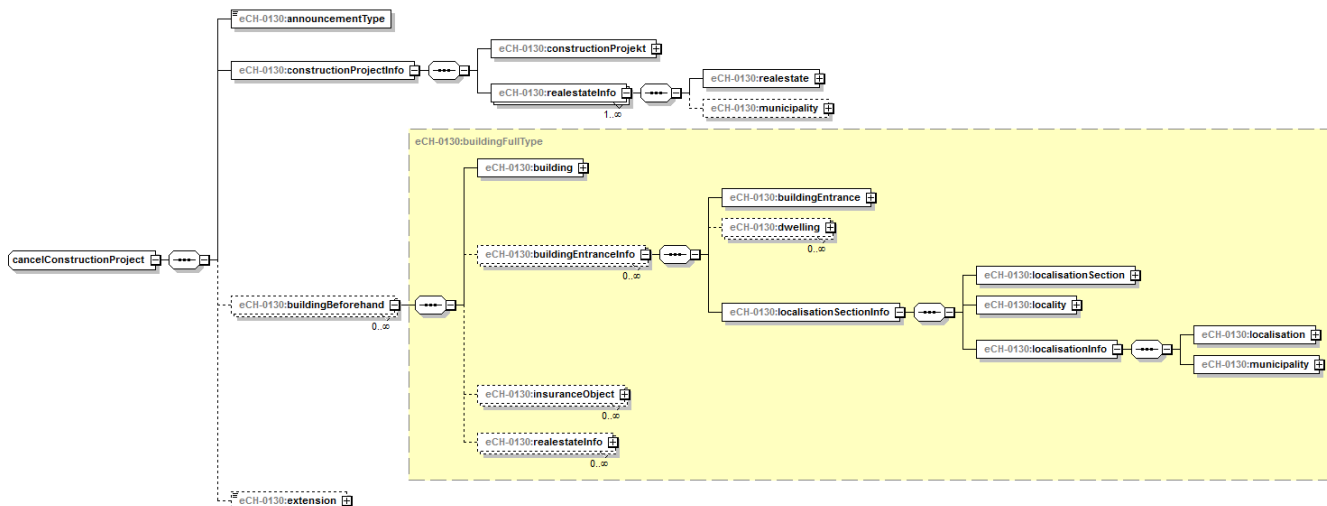 eCH-0130:announcementType
eCH-0130:constructionProjekt
eCH-0130:constructionProjectInfo
eCH-0130:realestate
eCH-0130:realestateInfo
1..∞
eCH-0130:municipality
eCH-0130:buildingFullType
eCH-0130:building
eCH-0130:buildingEntrance
eCH-0130:dwelling
0..∞
eCH-0130:buildingEntranceInfo
0..∞
cancelConstructionProject
eCH-0130:localisationSection
eCH-0130:buildingBeforehand
0..∞
eCH-0130:locality
eCH-0130:localisationSectionInfo
eCH-0130:localisation
eCH-0130:localisationInfo
eCH-0130:municipality
eCH-0130:insuranceObject
0..∞
eCH-0130:realestateInfo
0..∞
eCH-0130:extension